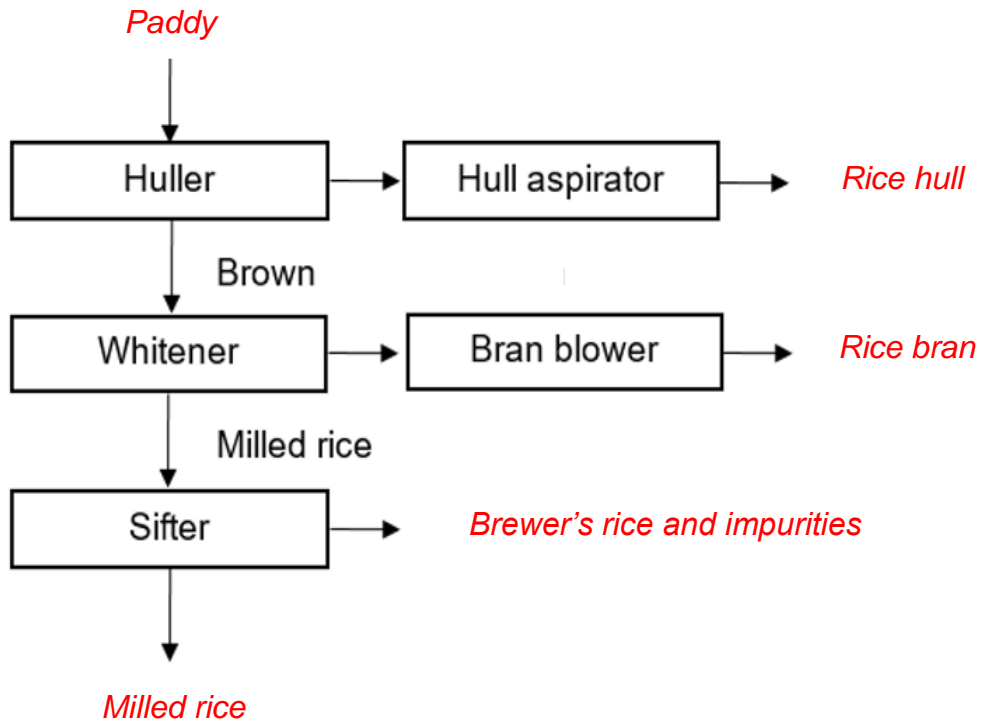 Paddy
Huller
Hull aspirator
Rice hull
Brown
Whitener
Bran blower
Rice bran
Milled rice
Sifter
Brewer’s rice and impurities
Milled rice